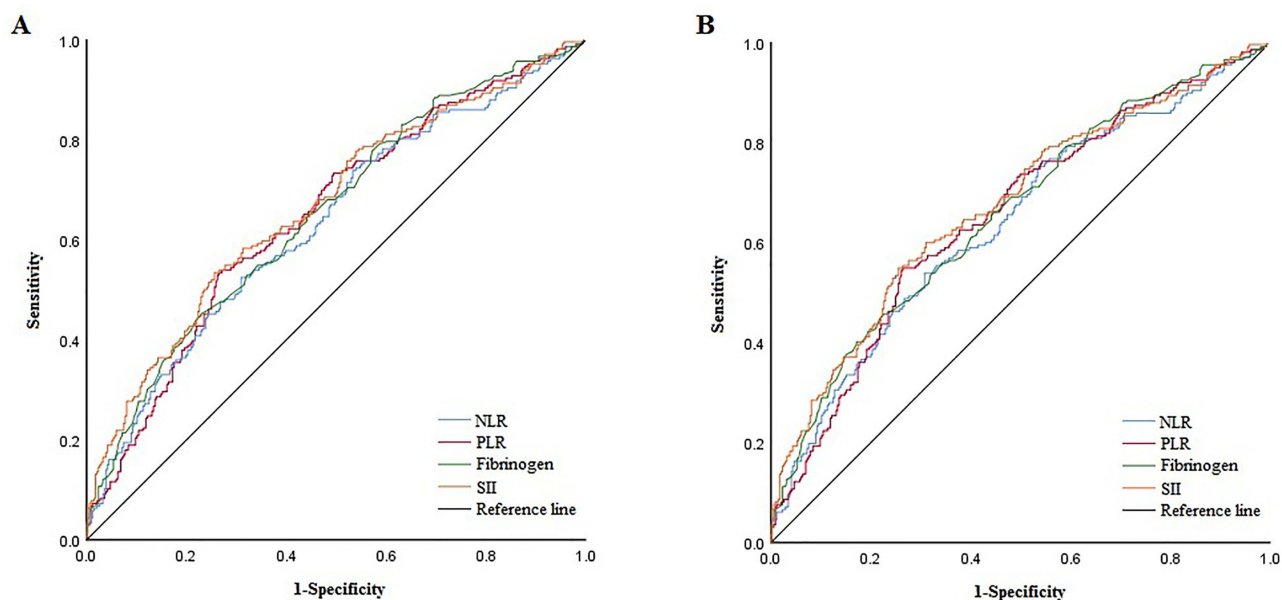 A
1.0
0.8
0.6
0.4
0.2
0.0
Sensitivity
NLR
PLR
Fibrinogen
SII
Reference line
0.0 0.2 0.4 0.6 0.8 1.0
1-Specificity
B
1.0
0.8
0.6
0.4
0.2
0.0
Sensitivity
NLR
PLR
Fibrinogen
SII
Reference line
0.0 0.2 0.4 0.6 0.8 1.0
1-Specificity